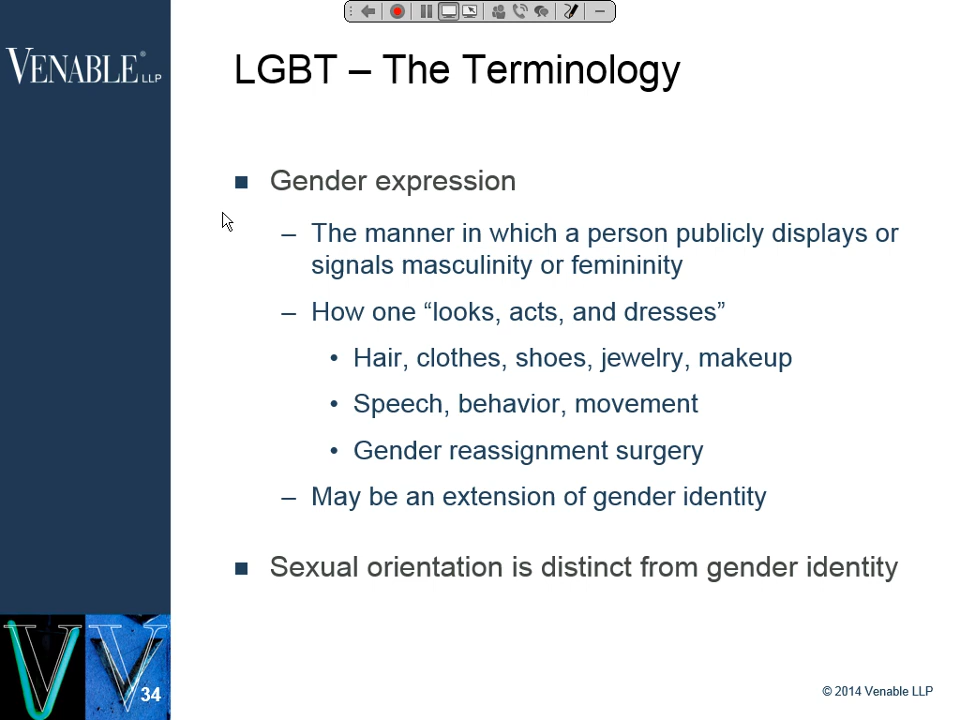 VENABLE® LLP
LGBT – The Terminology
■ Gender expression
– The manner in which a person publicly displays or
signals masculinity or femininity
– How one “looks, acts, and dresses”
• Hair, clothes, shoes, jewelry, makeup
• Speech, behavior, movement
• Gender reassignment surgery
– May be an extension of gender identity
■ Sexual orientation is distinct from gender identity
34
© 2014 Venable LLP